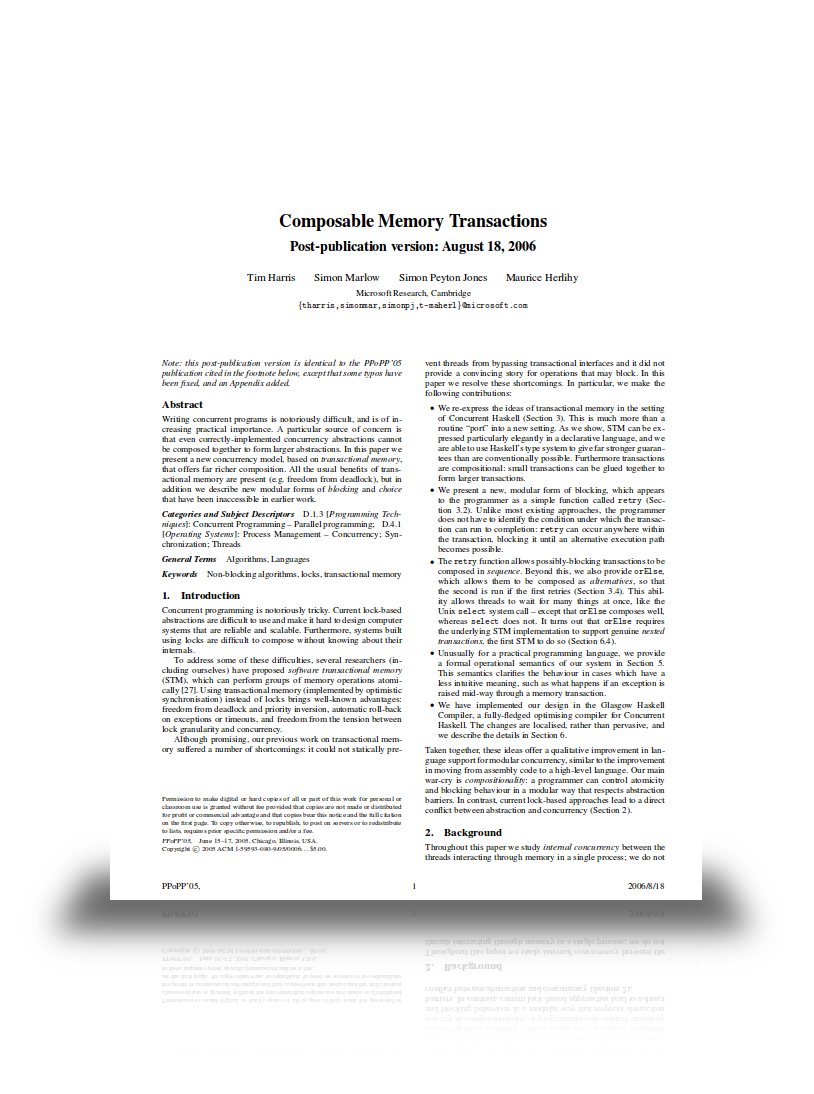 Composable Memory Transactions
Post-publication version: August 18, 2006
Tim Harris Simon Marlow Simon Peyton Jones Maurice Herlihy
Microsoft Research, Cambridge
{tharris,simonmar,simonpj,t-maherl}@microsoft.com
Note: this post-publication version is identical to the PPoPP'05
publication cited in the footnote below, except that some typos have
been fixed, and an Appendix added.
Abstract
Writing concurrent programs is notoriously difficult, and is of in-
creasing practical importance. A particular source of concern is
that even correctly-implemented concurrency abstractions cannot
be composed together to form larger abstractions. In this paper we
present a new concurrency model, based on transactional memory,
that offers far richer composition. All the usual benefits of trans-
actional memory are present (e.g. freedom from deadlock), but in
addition we describe new modular forms of blocking and choice
that have been inaccessible in earlier work.
Categories and Subject Descriptors D.1.3 [Programming Tech-
niques]: Concurrent Programming – Parallel programming; D.4.1
[Operating Systems]: Process Management – Concurrency; Syn-
chronization; Threads
General Terms Algorithms, Languages
Keywords Non-blocking algorithms, locks, transactional memory
1. Introduction
Concurrent programming is notoriously tricky. Current lock-based
abstractions are difficult to use and make it hard to design computer
systems that are reliable and scalable. Furthermore, systems built
using locks are difficult to compose without knowing about their
internals.
To address some of these difficulties, several researchers (in-
cluding ourselves) have proposed software transactional memory
(STM), which can perform groups of memory operations atomi-
cally [27]. Using transactional memory (implemented by optimistic
synchronisation) instead of locks brings well-known advantages:
freedom from deadlock and priority inversion, automatic roll-back
on exceptions or timeouts, and freedom from the tension between
lock granularity and concurrency.
Although promising, our previous work on transactional mem-
ory suffered a number of shortcomings: it could not statically pre-
Permission to make digital or hard copies of all or part of this work for personal or
classroom use is granted without fee provided that copies are not made or distributed
for profit or commercial advantage and that copies bear this notice and the full citation
on the first page. To copy otherwise, to republish, to post on servers or to redistribute
to lists, requires prior specific permission and/or a fee.
PPoPP'05, June 15–17, 2005, Chicago, Illinois, USA.
Copyright © 2005 ACM 1-59593-080-9/05/0006…$5.00.
vent threads from bypassing transactional interfaces and it did not
provide a convincing story for operations that may block. In this
paper we resolve these shortcomings. In particular, we make the
following contributions:
• We re-express the ideas of transactional memory in the setting
of Concurrent Haskell (Section 3). This is much more than a
routine "port" into a new setting. As we show, STM can be ex-
pressed particularly elegantly in a declarative language, and we
are able to use Haskell's type system to give far stronger guaran-
tees than are conventionally possible. Furthermore transactions
are compositional: small transactions can be glued together to
form larger transactions.
• We present a new, modular form of blocking, which appears
to the programmer as a simple function called retry (Sec-
tion 3.2). Unlike most existing approaches, the programmer
does not have to identify the condition under which the transac-
tion can run to completion: retry can occur anywhere within
the transaction, blocking it until an alternative execution path
becomes possible.
• The retry function allows possibly-blocking transactions to be
composed in sequence. Beyond this, we also provide orElse,
which allows them to be composed as alternatives, so that
the second is run if the first retries (Section 3.4). This abil-
ity allows threads to wait for many things at once, like the
Unix select system call – except that orElse composes well,
whereas select does not. It turns out that orElse requires
the underlying STM implementation to support genuine nested
transactions, the first STM to do so (Section 6.4).
• Unusually for a practical programming language, we provide
a formal operational semantics of our system in Section 5.
This semantics clarifies the behaviour in cases which have a
less intuitive meaning, such as what happens if an exception is
raised mid-way through a memory transaction.
• We have implemented our design in the Glasgow Haskell
Compiler, a fully-fledged optimising compiler for Concurrent
Haskell. The changes are localised, rather than pervasive, and
we describe the details in Section 6.
Taken together, these ideas offer a qualitative improvement in lan-
guage support for modular concurrency, similar to the improvement
in moving from assembly code to a high-level language. Our main
war-cry is compositionality: a programmer can control atomicity
and blocking behaviour in a modular way that respects abstraction
barriers. In contrast, current lock-based approaches lead to a direct
conflict between abstraction and concurrency (Section 2).
2. Background
Throughout this paper we study internal concurrency between the
threads interacting through memory in a single process; we do not
PPoPP'05, 1 2006/8/18